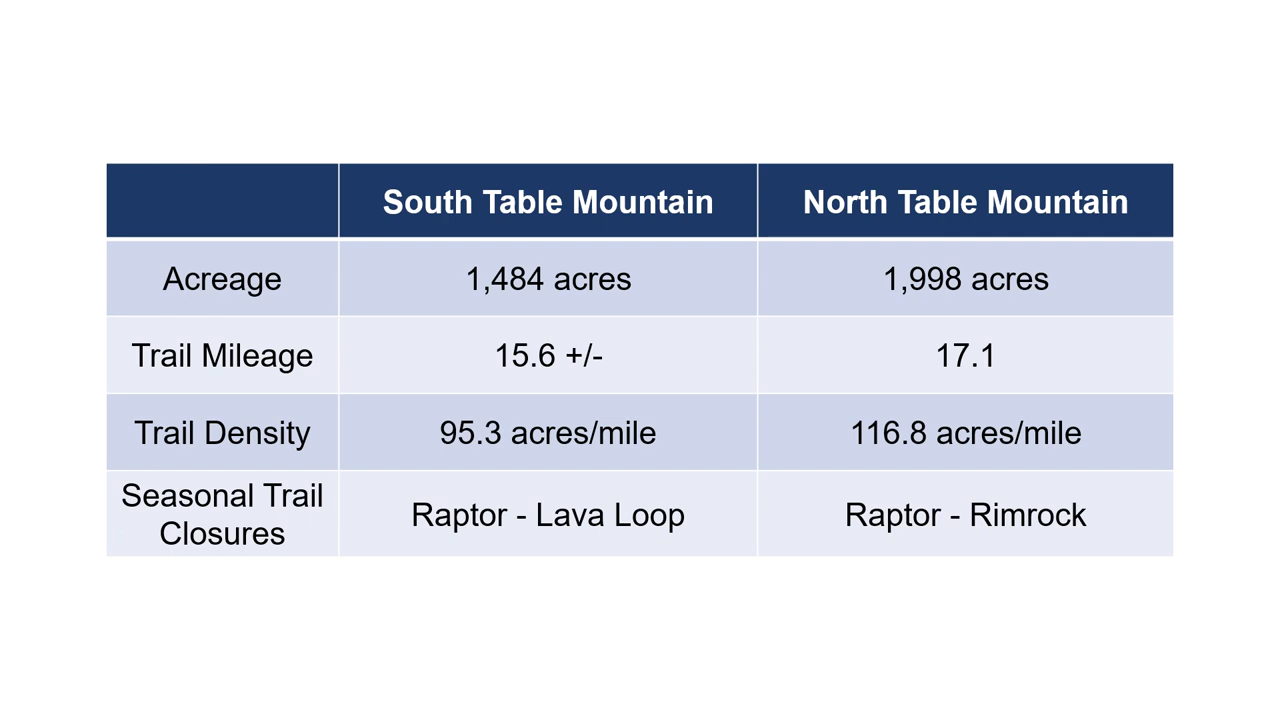 South Table Mountain North Table Mountain
Acreage 1,484 acres 1,998 acres
Trail Mileage 15.6 +/- 17.1
Trail Density 95.3 acres/mile 116.8 acres/mile
Seasonal Trail
Closures Raptor - Lava Loop Raptor - Rimrock